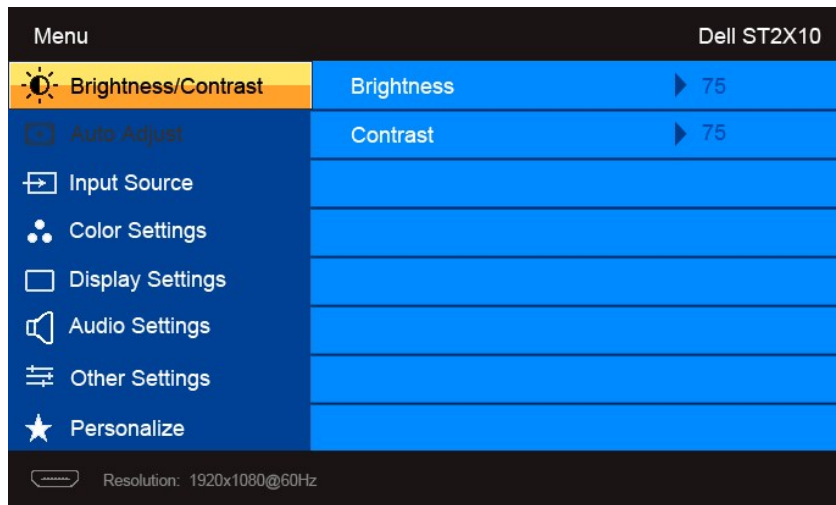 Menu Dell ST2X10
Brightness/Contrast Brightness 75
Auto Adjust Contrast 75
Input Source
Color Settings
Display Settings
Audio Settings
Other Settings
Personalize
Resolution: 1920x1080@60Hz